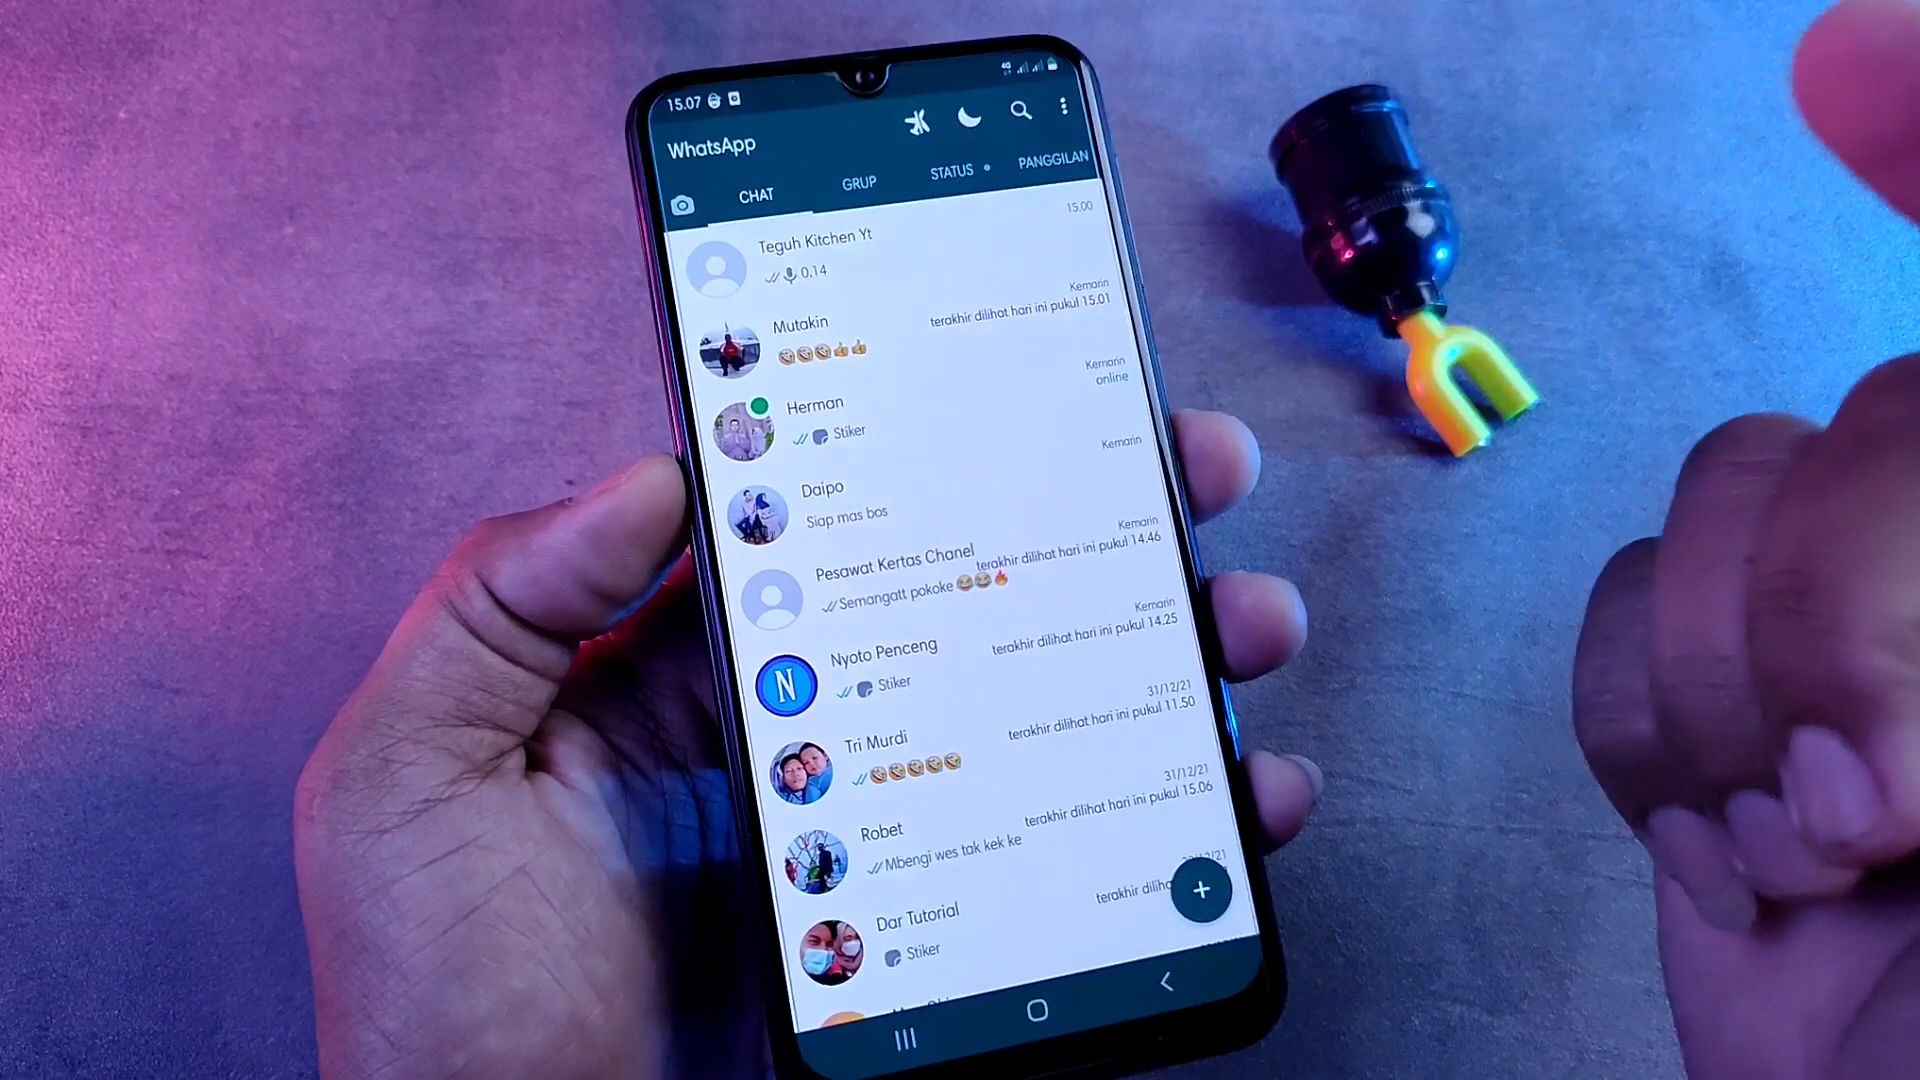 15.07
4G
WhatsApp
CHAT
GRUP
STATUS
PANGGILAN
Teguh Kitchen Yt
15.00
0.14
Mutakin
Kemarin
terakhir dilihat hari ini pukul 15.01
Herman
Kemarin
online
Stiker
Daipo
Kemarin
Siap mas bos
Pesawat Kertas Chanel
Kemarin
terakhir dilihat hari ini pukul 14.46
Semangatt pokoke 😂😂🔥
Nyoto Penceng
Kemarin
terakhir dilihat hari ini pukul 14.25
N
Stiker
Tri Murdi
31/12/21
terakhir dilihat hari ini pukul 11.50
Robet
31/12/21
terakhir dilihat hari ini pukul 15.06
Mbengi wes tak kek ke
Dar Tutorial
terakhir
Stiker